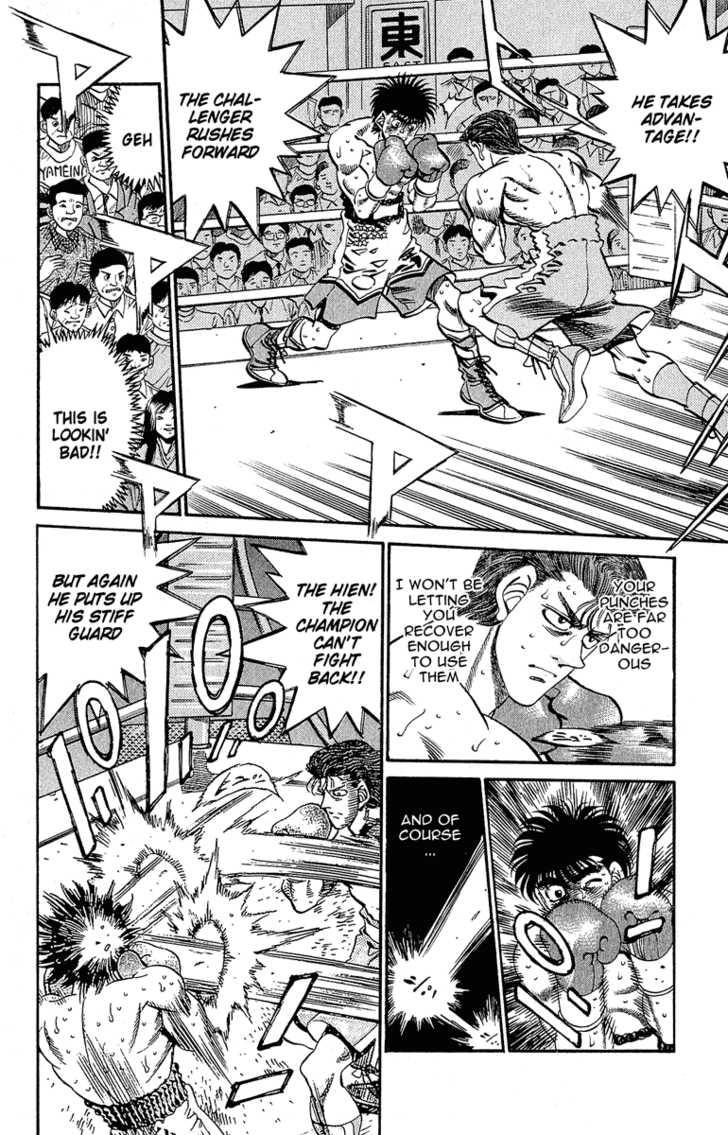 HE TAKES
ADVAN-
TAGE!!
東
EAST
THE CHAL-
LENGER
RUSHES
FORWARD
GEH
YAMEIN
THIS IS
LOOKIN'
BAD!!
YOUR
PUNCHES
ARE FAR
TOO
DANGER-
OUS
I WON'T BE
LETTING
YOU
RECOVER
ENOUGH
TO USE
THEM
AND OF
COURSE
...
THE HIEN!
THE
CHAMPION
CAN'T
FIGHT
BACK!!
BUT AGAIN
HE PUTS UP
HIS STIFF
GUARD